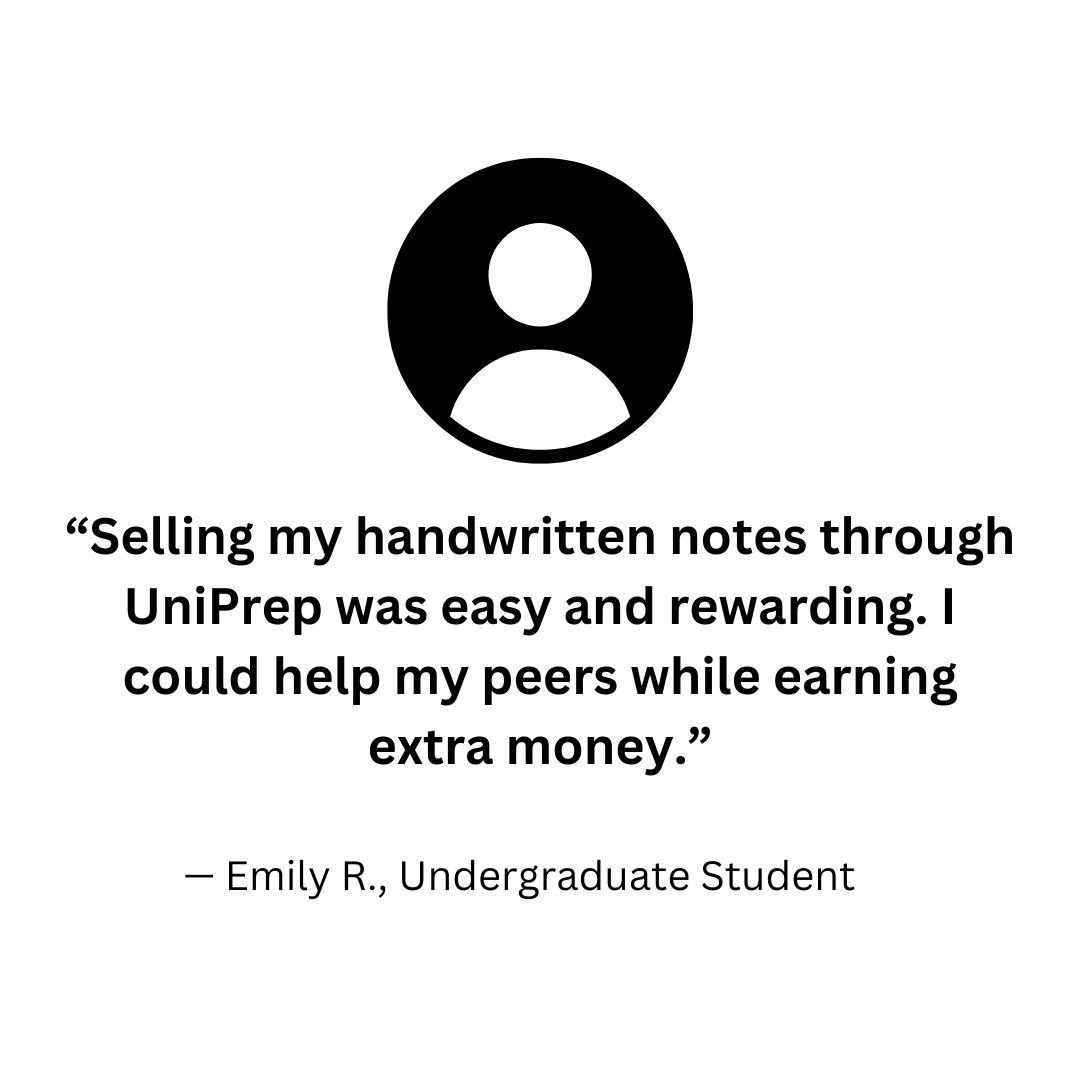 “Selling my handwritten notes through
UniPrep was easy and rewarding. I
could help my peers while earning
extra money.”
— Emily R., Undergraduate Student